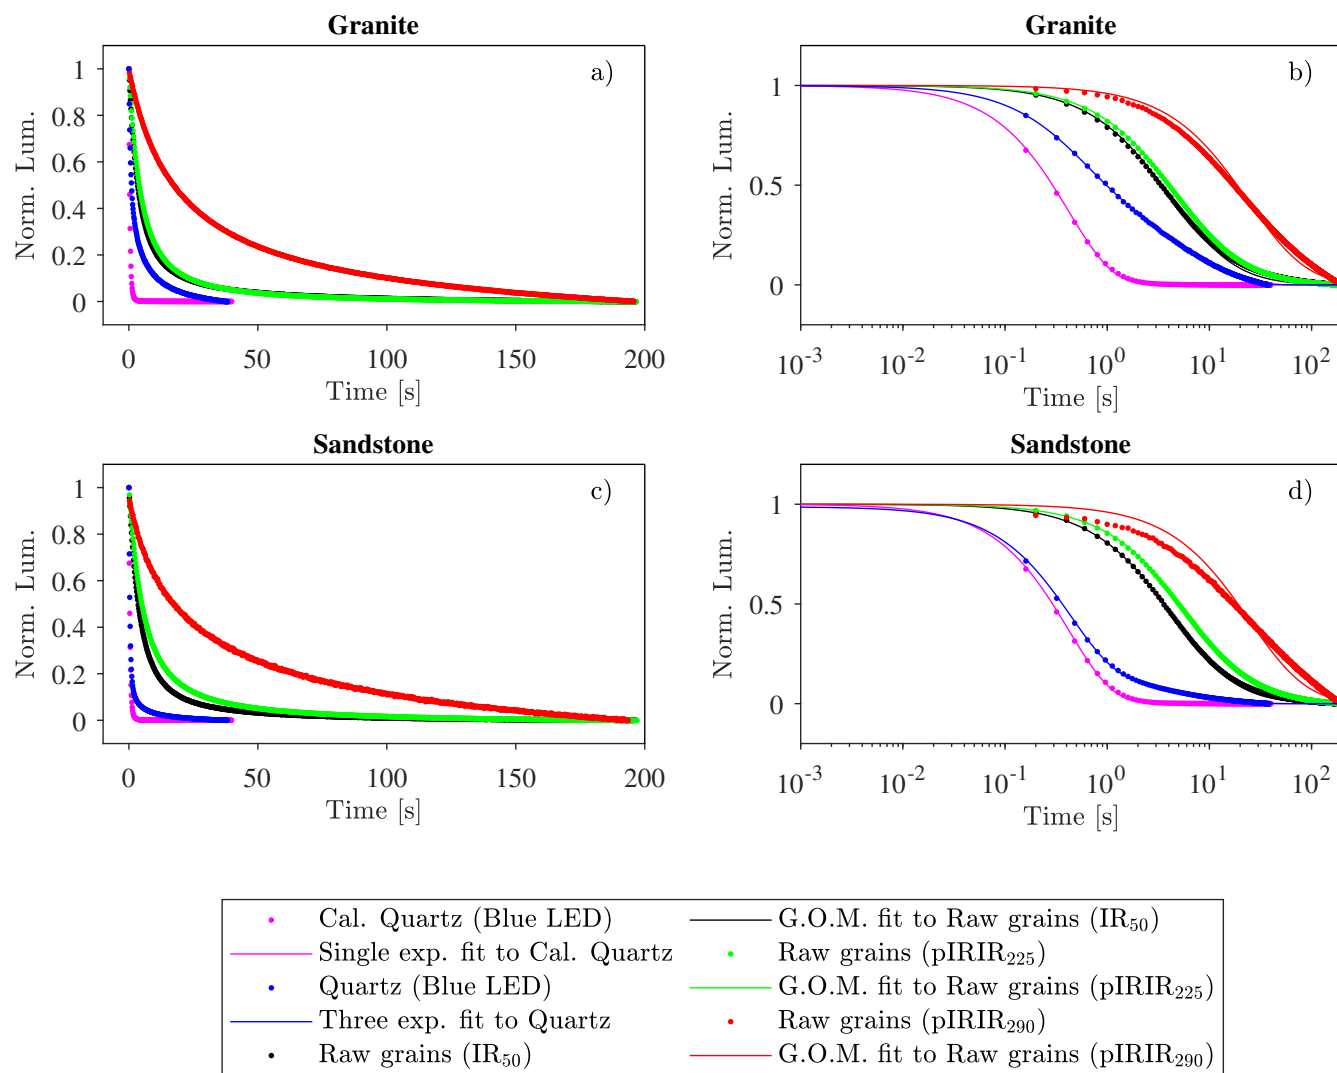 Granite
a)
Norm. Lum.
1
0.8
0.6
0.4
0.2
0
0 50 100 150 200
Time [s]
Granite
b)
Norm. Lum.
1
0.5
0
10^-3 10^-2 10^-1 10^0 10^1 10^2
Time [s]
Sandstone
c)
Norm. Lum.
1
0.8
0.6
0.4
0.2
0
0 50 100 150 200
Time [s]
Sandstone
d)
Norm. Lum.
1
0.5
0
10^-3 10^-2 10^-1 10^0 10^1 10^2
Time [s]
Cal. Quartz (Blue LED)
Single exp. fit to Cal. Quartz
Quartz (Blue LED)
Three exp. fit to Quartz
Raw grains (IR50)
G.O.M. fit to Raw grains (IR50)
Raw grains (pIRIR225)
G.O.M. fit to Raw grains (pIRIR225)
Raw grains (pIRIR290)
G.O.M. fit to Raw grains (pIRIR290)